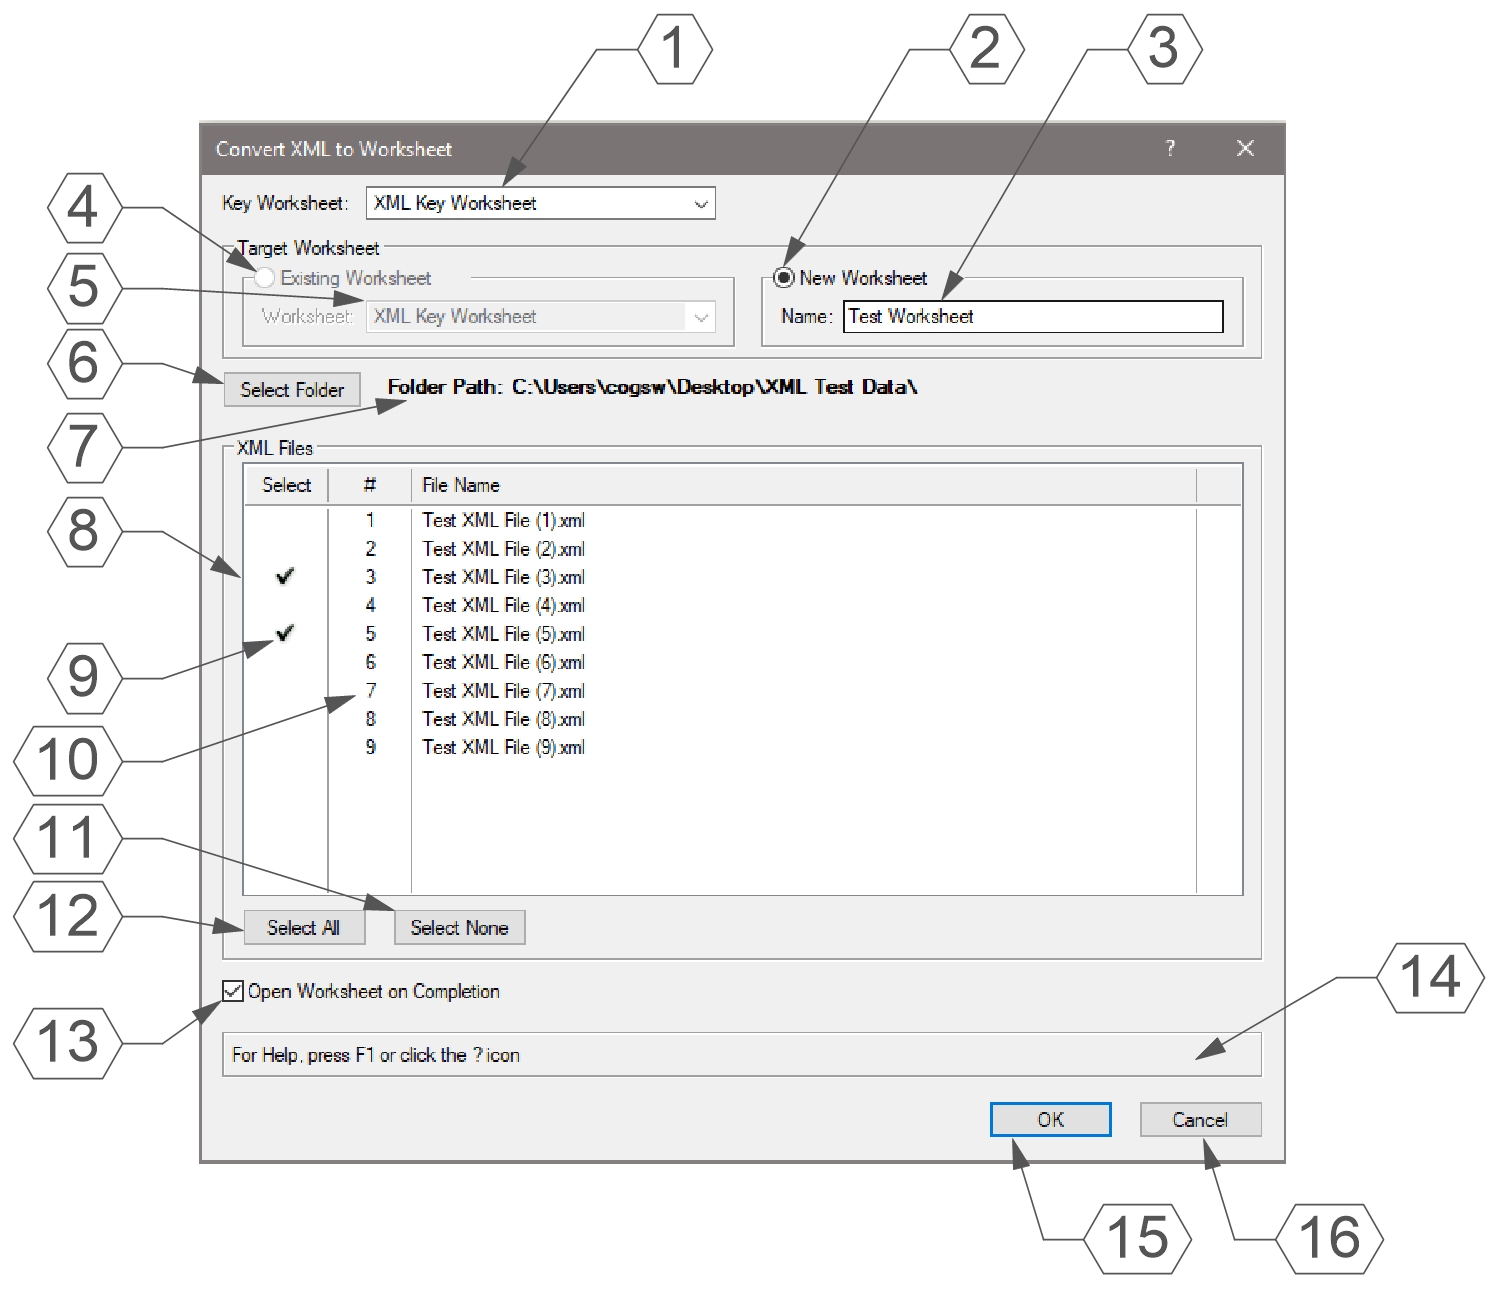 1
2
3
Convert XML to Worksheet ? ×
4
Key Worksheet: XML Key Worksheet
Target Worksheet
5
Existing Worksheet
New Worksheet
Worksheet: XML Key Worksheet
Name: Test Worksheet
6
Select Folder
Folder Path: C:\Users\cogsw\Desktop\XML Test Data\
7
XML Files
Select # File Name
8
1 Test XML File (1).xml
2 Test XML File (2).xml
3 Test XML File (3).xml
4 Test XML File (4).xml
5 Test XML File (5).xml
9
6 Test XML File (6).xml
7 Test XML File (7).xml
8 Test XML File (8).xml
10
9 Test XML File (9).xml
11
12
Select All
Select None
13
Open Worksheet on Completion
14
For Help, press F1 or click the ? icon
OK
Cancel
15
16